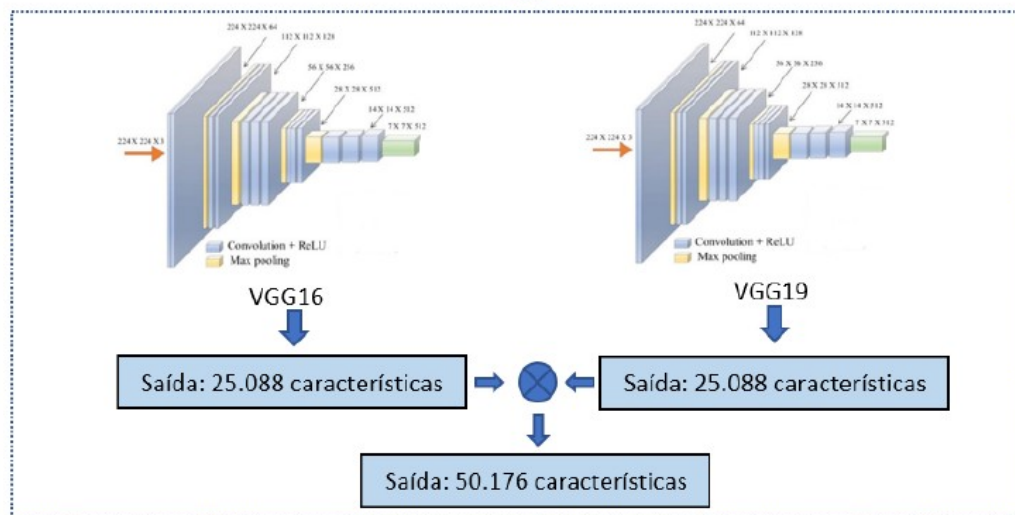 224 X 224 X 64
112 X 112 X 128
56 X 56 X 256
28 X 28 X 512
14 X 14 X 512
7 X 7 X 512
224 X 224 X 3
Convolution + ReLU
Max pooling
VGG16
224 X 224 X 64
112 X 112 X 128
56 X 56 X 256
28 X 28 X 512
14 X 14 X 512
7 X 7 X 512
224 X 224 X 3
Convolution + ReLU
Max pooling
VGG19
Saída: 25.088 característícas
Saída: 25.088 característícas
Saída: 50.176 característícas